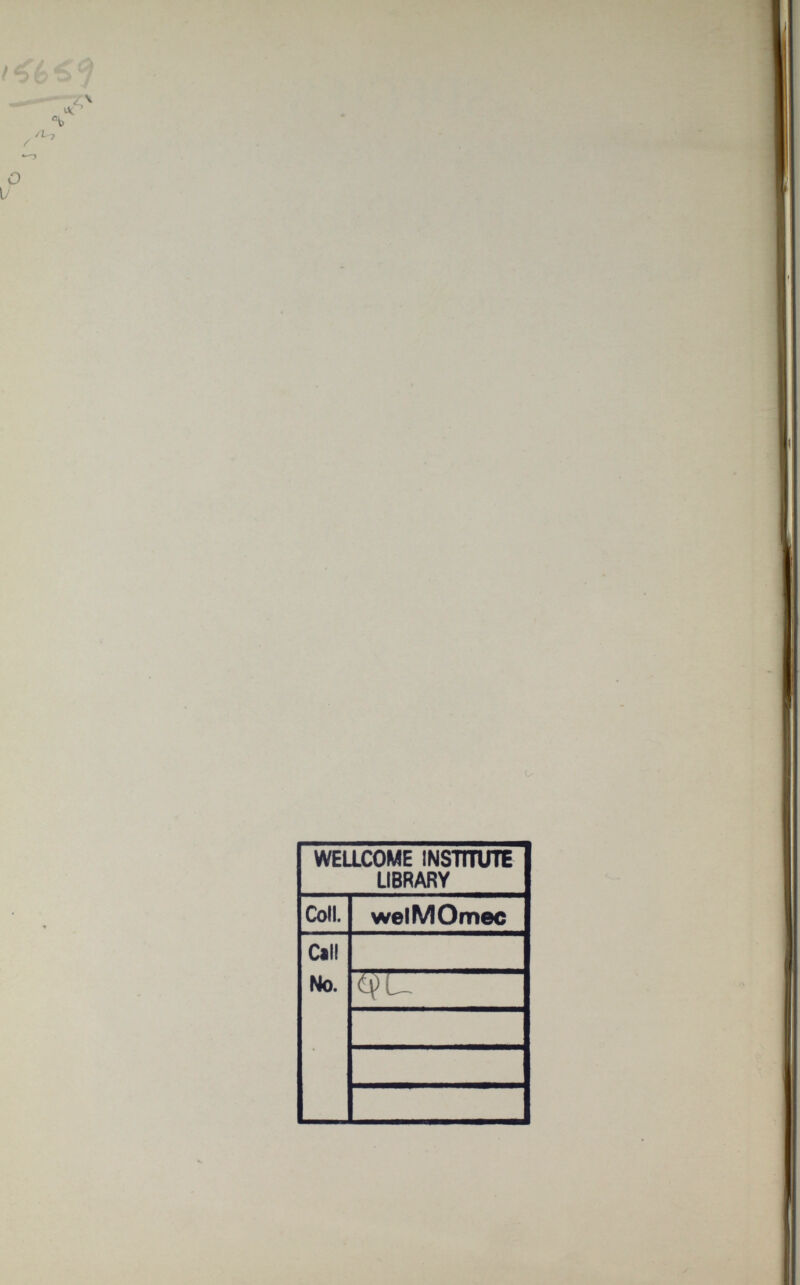 15659
WELLCOME INSTITUTE
LIBRARY
Coll.
welMOmec
Call
No.
QL